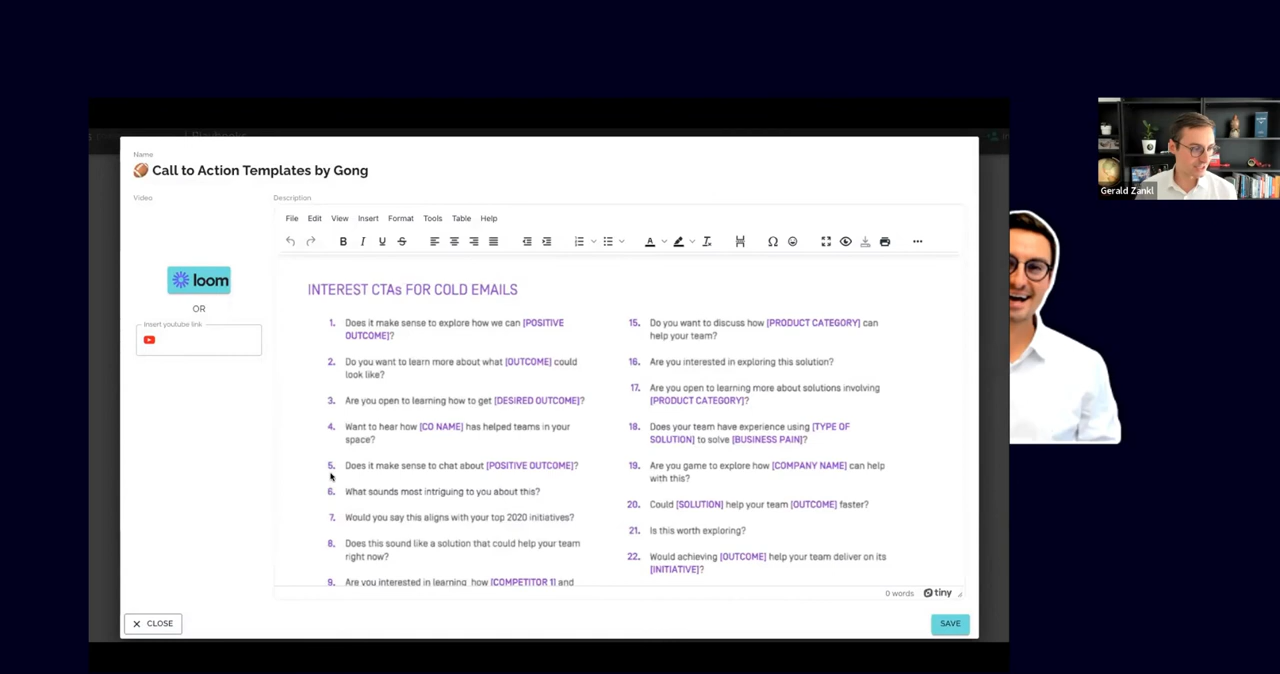 Playbooks
Name
🏈 Call to Action Templates by Gong
Video
Description
File Edit View Insert Format Tools Table Help
loom
OR
Insert youtube link
INTEREST CTAs FOR COLD EMAILS
1. Does it make sense to explore how we can [POSITIVE
OUTCOME]?
2. Do you want to learn more about what [OUTCOME] could
look like?
3. Are you open to learning how to get [DESIRED OUTCOME]?
4. Want to hear how [CO NAME] has helped teams in your
space?
5. Does it make sense to chat about [POSITIVE OUTCOME]?
6. What sounds most intriguing to you about this?
7. Would you say this aligns with your top 2020 initiatives?
8. Does this sound like a solution that could help your team
right now?
9. Are you interested in learning how [COMPETITOR 1] and
15. Do you want to discuss how [PRODUCT CATEGORY] can
help your team?
16. Are you interested in exploring this solution?
17. Are you open to learning more about solutions involving
[PRODUCT CATEGORY]?
18. Does your team have experience using [TYPE OF
SOLUTION] to solve [BUSINESS PAIN]?
19. Are you game to explore how [COMPANY NAME] can help
with this?
20. Could [SOLUTION] help your team [OUTCOME] faster?
21. Is this worth exploring?
22. Would achieving [OUTCOME] help your team deliver on its
[INITIATIVE]?
0 words tiny
CLOSE
SAVE
Gerald Zankl